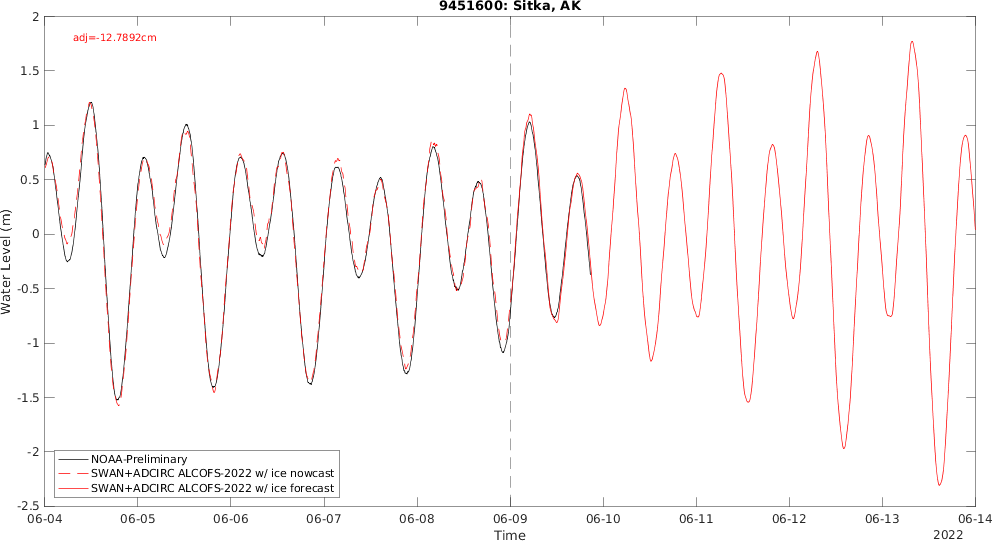 9451600: Sitka, AK
adj=-12.7892cm
2
1.5
1
0.5
0
-0.5
-1
-1.5
-2
-2.5
Water Level (m)
NOAA-Preliminary
SWAN+ADCIRC ALCOFS-2022 w/ ice nowcast
SWAN+ADCIRC ALCOFS-2022 w/ ice forecast
06-04 06-05 06-06 06-07 06-08 06-09 06-10 06-11 06-12 06-13 06-14
Time
2022